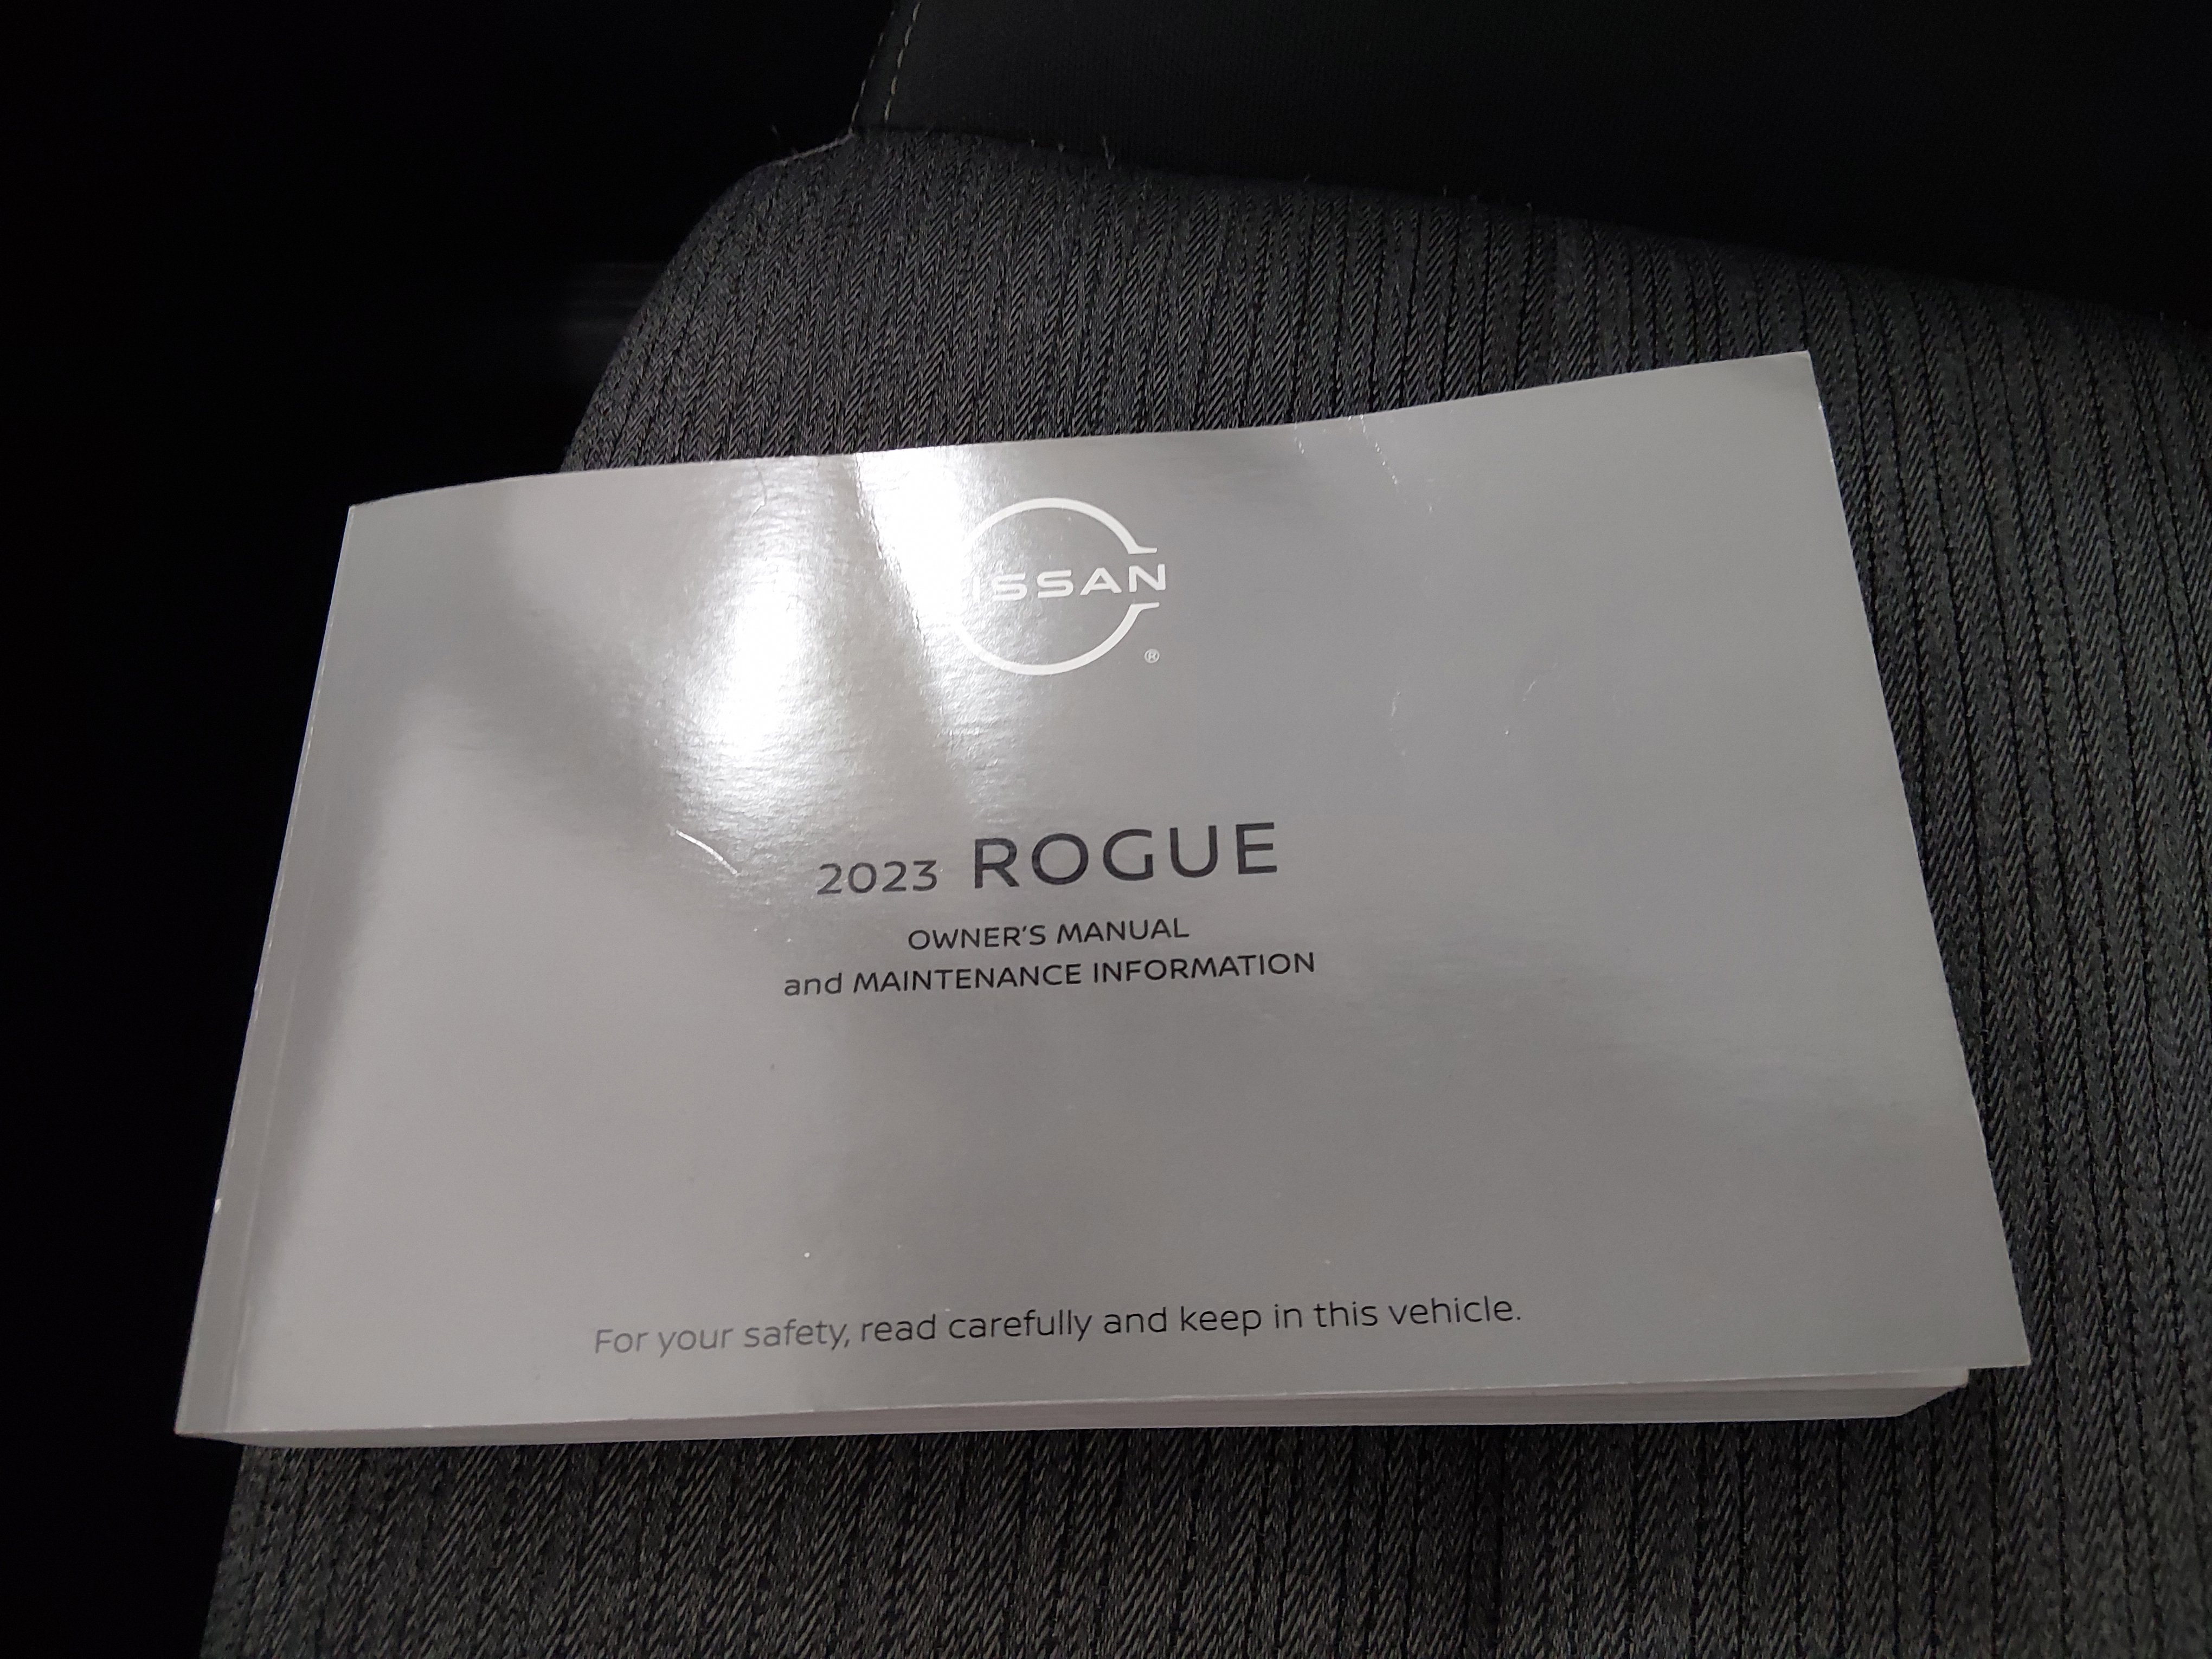 NISSAN
®
2023 ROGUE
OWNER'S MANUAL
and MAINTENANCE INFORMATION
For your safety, read carefully and keep in this vehicle.